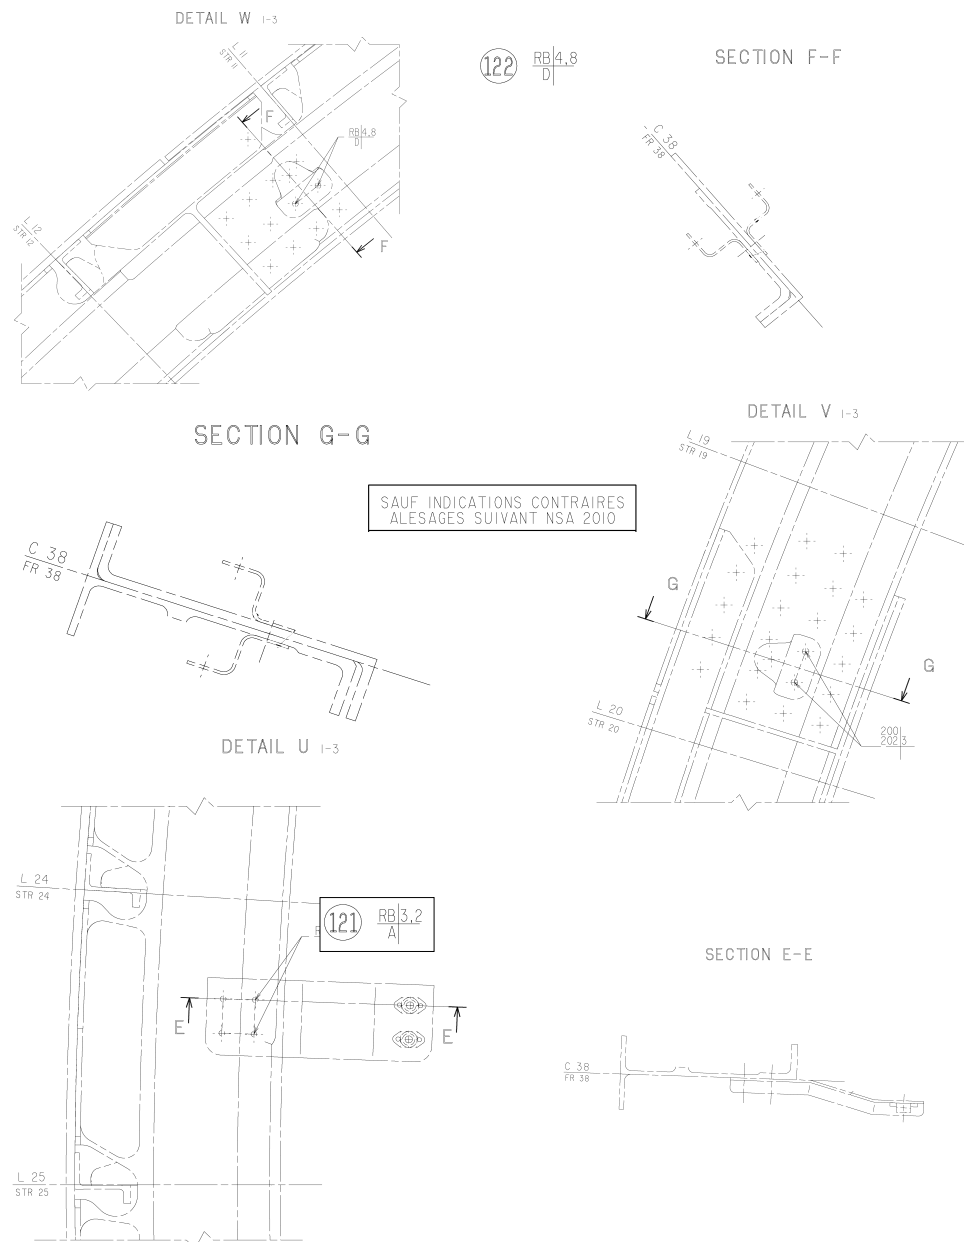 DETAIL W 1-3
L 11
STR 11
F
RB 4,8
D
L 12
STR 12
F
122
RB 4,8
D
SECTION F-F
C 38
FR 38
SECTION G-G
SAUF INDICATIONS CONTRAIRES
ALESAGES SUIVANT NSA 2010
C 38
FR 38
DETAIL V 1-3
L 19
STR 19
G
G
L 20
STR 20
200
202 3
DETAIL U 1-3
L 24
STR 24
121
RB 3,2
A
E
E
L 25
STR 25
SECTION E-E
C 38
FR 38